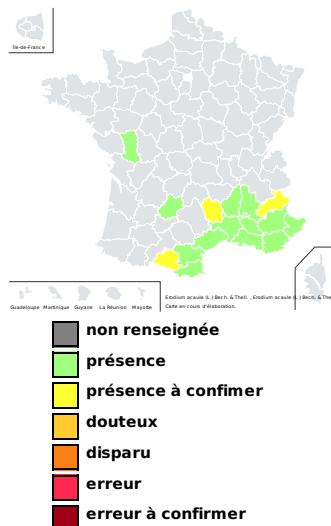 Île-de-France
Guadeloupe Martinique Guyane La Réunion Mayotte
Erodium acaule (L.) Bech. & Thell. , Erodium acaule (L.) Bech. & The
Carte en cours d'élaboration.
non renseignée
présence
présence à confimer
douteux
disparu
erreur
erreur à confirmer